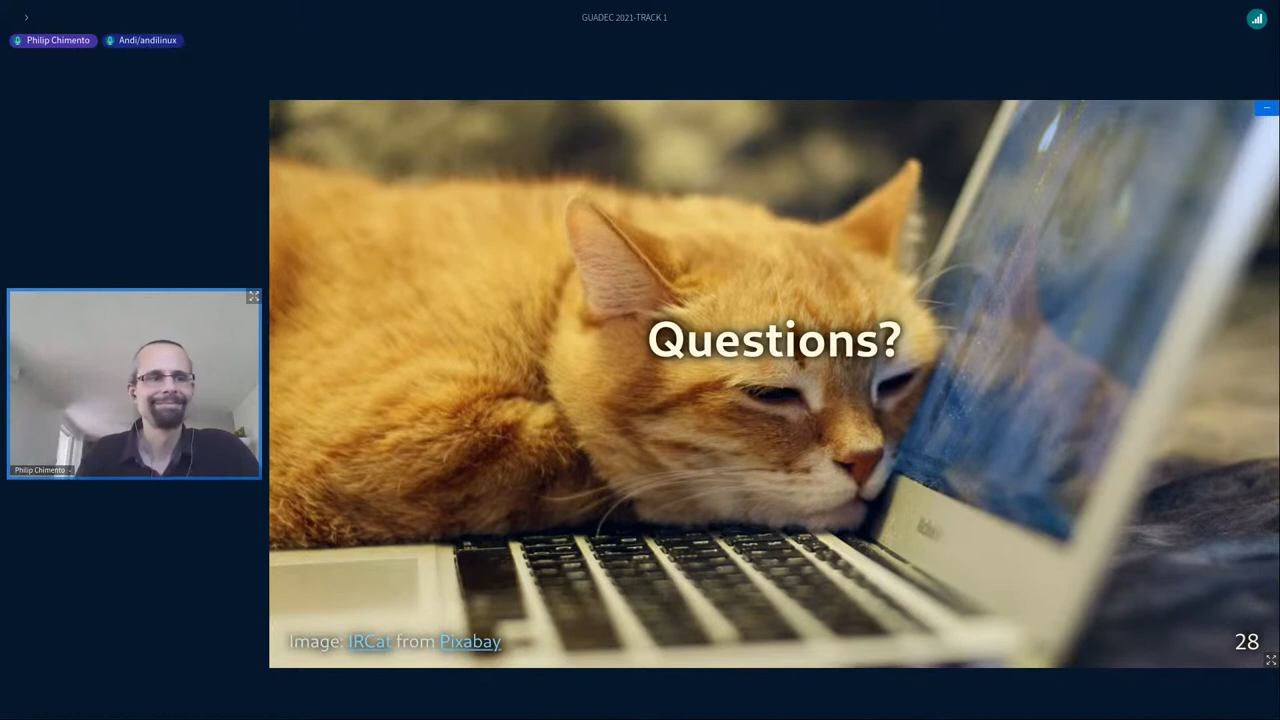 GUADEC 2021-TRACK 1
Philip Chimento
Andi/andilinux
Questions?
Philip Chimento
Image: IRCat from Pixabay
28